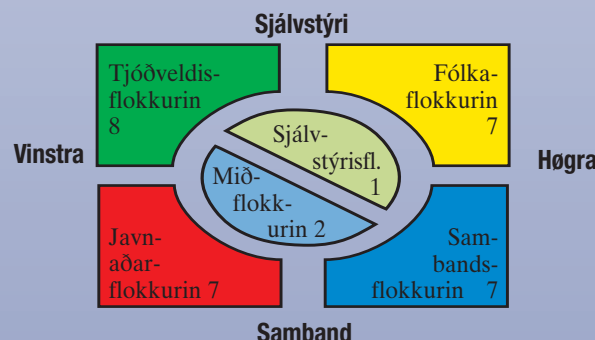 Sjálvstýri
Tjóðveldis-
flokkurin
8
Fólka-
flokkurin
7
Vinstra
Sjálv-
stýrisfl.
1
Mið-
flokk-
urin 2
Høgra
Javn-
aðar-
flokkurin 7
Sam-
bands-
flokkurin 7
Samband